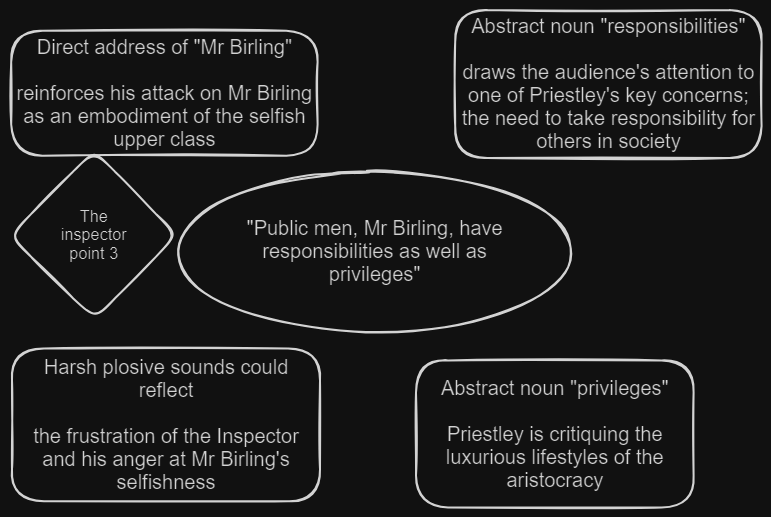 Direct address of "Mr Birling"
reinforces his attack on Mr Birling
as an embodiment of the selfish
upper class
Abstract noun "responsibilities"
draws the audience's attention to
one of Priestley's key concerns;
the need to take responsibility for
others in society
The
inspector
point 3
"Public men, Mr Birling, have
responsibilities as well as
privileges"
Harsh plosive sounds could
reflect
the frustration of the Inspector
and his anger at Mr Birling's
selfishness
Abstract noun "privileges"
Priestley is critiquing the
luxurious lifestyles of the
aristocracy